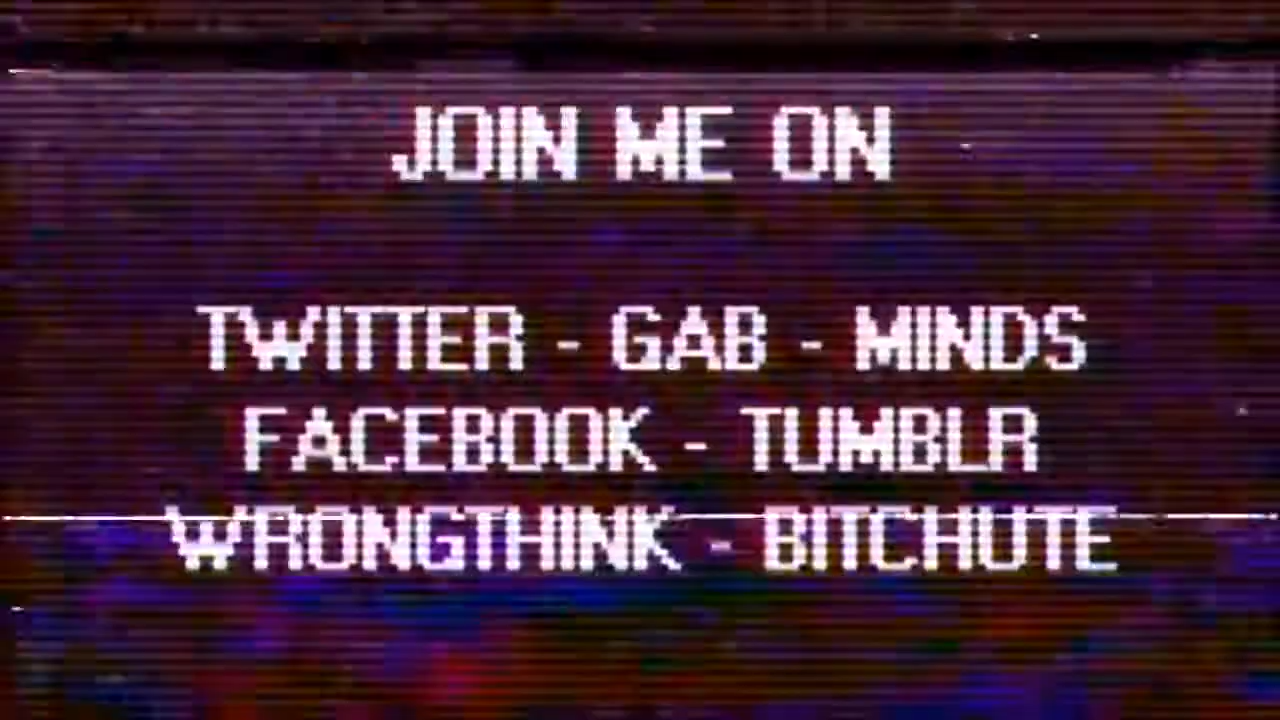 JOIN ME ON
TWITTER - GAB - MINDS
FACEBOOK - TUMBLR
WRONGTHINK - BITCHUTE